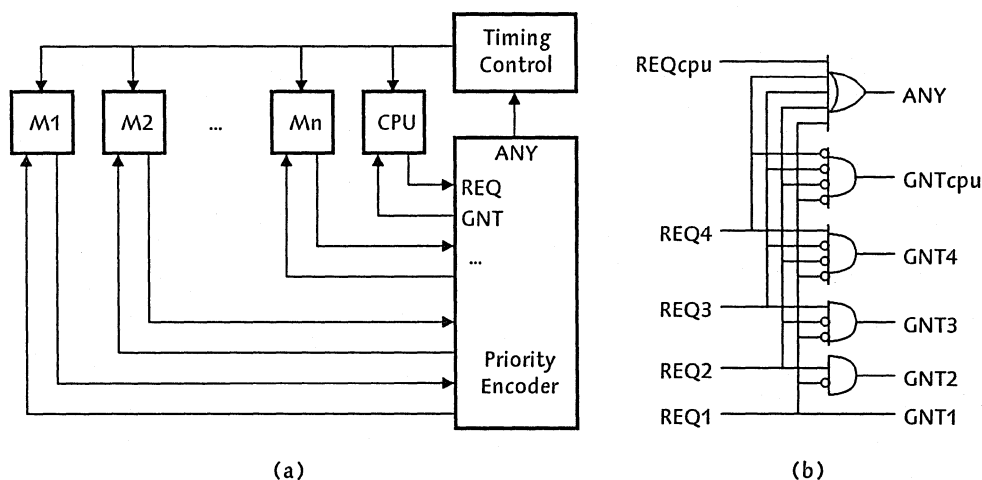 Timing
Control
M1
M2
...
Mn
CPU
ANY
REQ
GNT
...
Priority
Encoder
(a)
REQcpu
ANY
GNTcpu
REQ4
GNT4
REQ3
GNT3
REQ2
GNT2
REQ1
GNT1
(b)